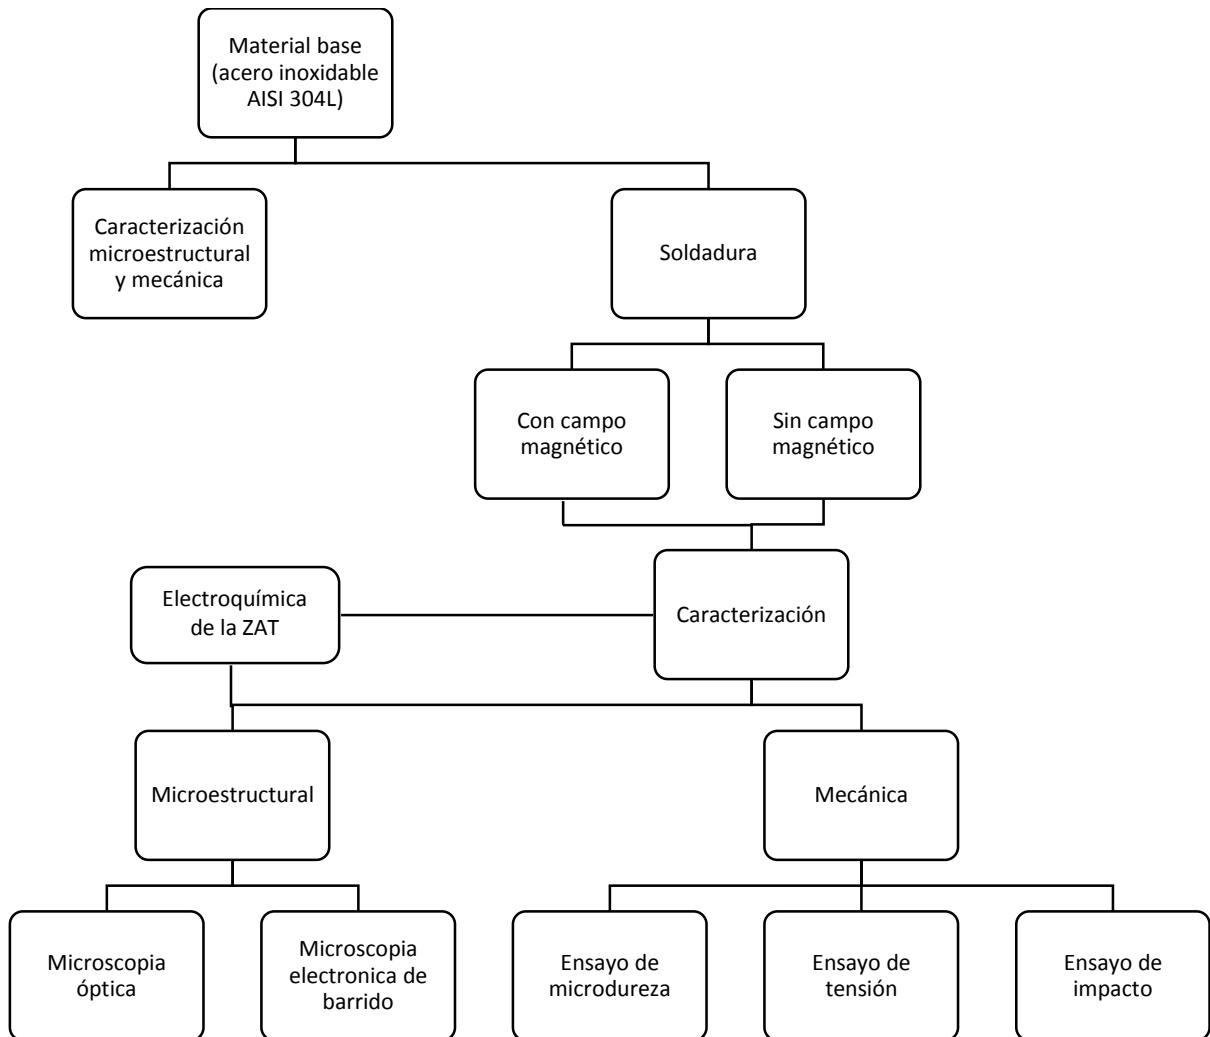 Material base
(acero inoxidable
AISI 304L)
Caracterización
microestructural
y mecánica
Soldadura
Con campo
magnético
Sin campo
magnético
Electroquímica
de la ZAT
Caracterización
Microestructural
Mecánica
Microscopia
óptica
Microscopia
electronica de
barrido
Ensayo de
microdureza
Ensayo de
tensión
Ensayo de
impacto